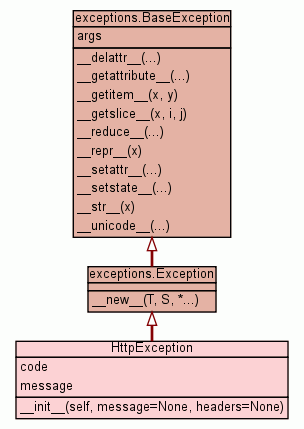 exceptions.BaseException
args
__delattr__(...)
__getattribute__(...)
__getitem__(x, y)
__getslice__(x, i, j)
__reduce__(...)
__repr__(x)
__setattr__(...)
__setstate__(...)
__str__(x)
__unicode__(...)
exceptions.Exception
__new__(T, S, *...)
HttpException
code
message
__init__(self, message=None, headers=None)